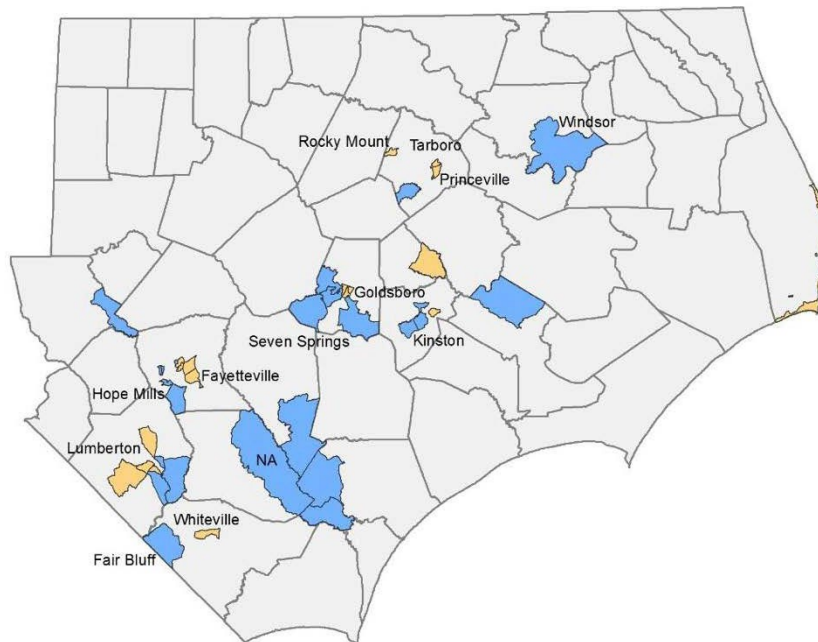 Windsor
Rocky Mount
Tarboro
Princeville
Goldsboro
Seven Springs
Kinston
Fayetteville
Hope Mills
Lumberton
NA
Whiteville
Fair Bluff